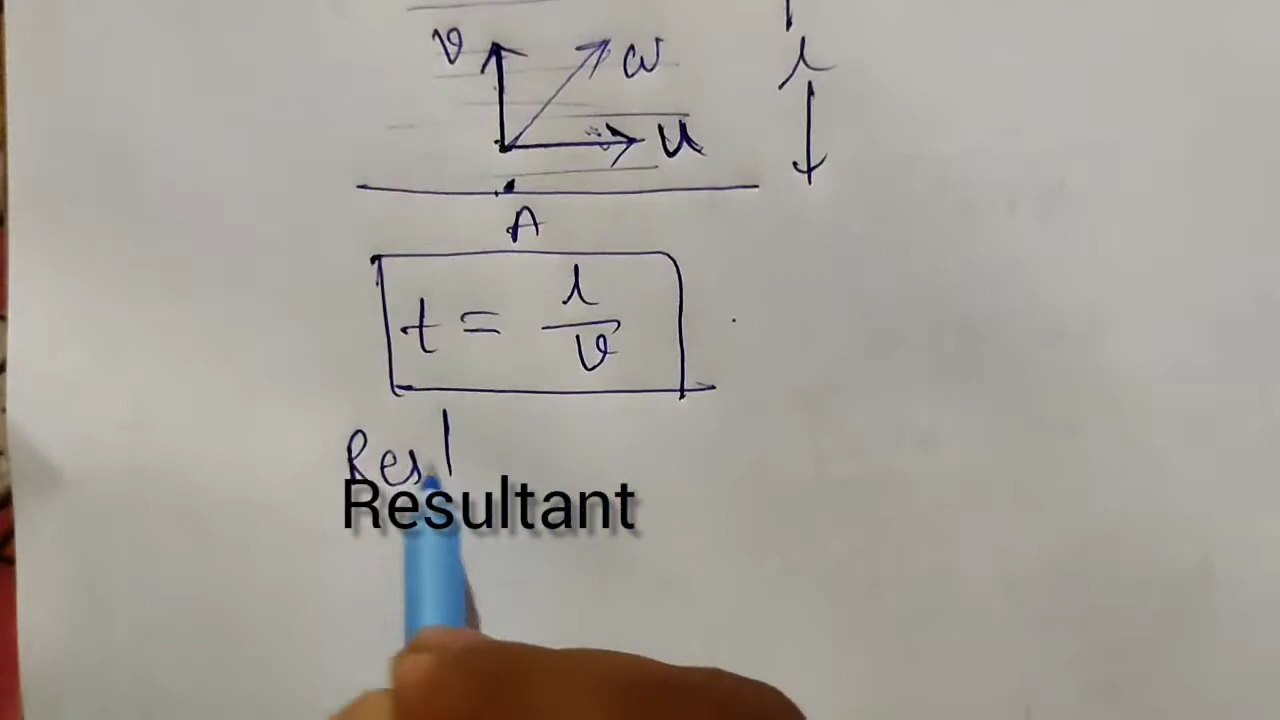 v w l
u
A
t = l/v
Res
Resultant